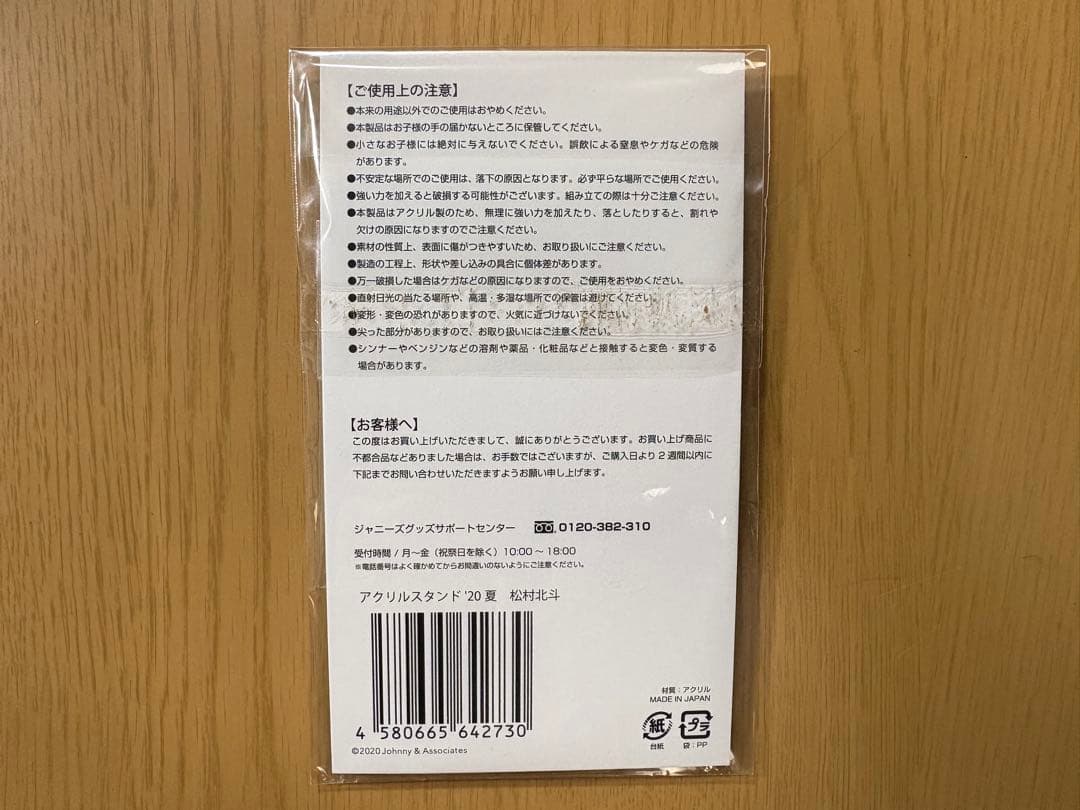 【ご使用上の注意】
●本来の用途以外でのご使用はおやめください。
●本製品はお子様の手の届かないところに保管してください。
●小さなお子様には絶対に与えないでください。誤飲による窒息やケガなどの危険
があります。
●不安定な場所でのご使用は、落下の原因となります。必ず平らな場所でご使用ください。
●強い力を加えると破損する可能性がございます。組み立ての際は十分ご注意ください。
●本製品はアクリル製のため、無理に強い力を加えたり、落としたりすると、割れや
欠けの原因になりますのでご注意ください。
●素材の性質上、表面に傷がつきやすいため、お取り扱いにご注意ください。
●製造の工程上、形状や差し込みの具合に個体差があります。
●万一破損した場合はケガなどの原因になりますので、ご使用をおやめください。
●直射日光の当たる場所や、高温・多湿な場所での保管は避けてください。
●変形・変色の恐れがありますので、火気に近づけないでください。
●尖った部分がありますので、お取り扱いにはご注意ください。
●シンナーやベンジンなどの溶剤や薬品・化粧品などと接触すると変色・変質する
場合があります。
【お客様へ】
この度はお買い上げいただきまして、誠にありがとうございます。お買い上げ商品に
不都合品などありました場合は、お手数ではございますが、ご購入日より2週間以内に
下記までお問い合わせいただきますようお願い申し上げます。
ジャニーズグッズサポートセンター 0120-382-310
受付時間 / 月〜金（祝祭日を除く）10:00 〜 18:00
※電話番号はよく確かめてからお間違いのないようにご注意ください。
アクリルスタンド '20 夏 松村北斗
4 580665 642730
©2020 Johnny & Associates
材質：アクリル
MADE IN JAPAN
紙 プラ
台紙 袋：PP